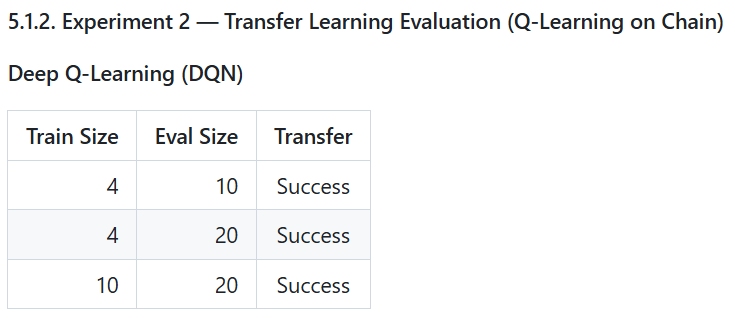 5.1.2. Experiment 2 — Transfer Learning Evaluation (Q-Learning on Chain)
Deep Q-Learning (DQN)
Train Size Eval Size Transfer
4 10 Success
4 20 Success
10 20 Success